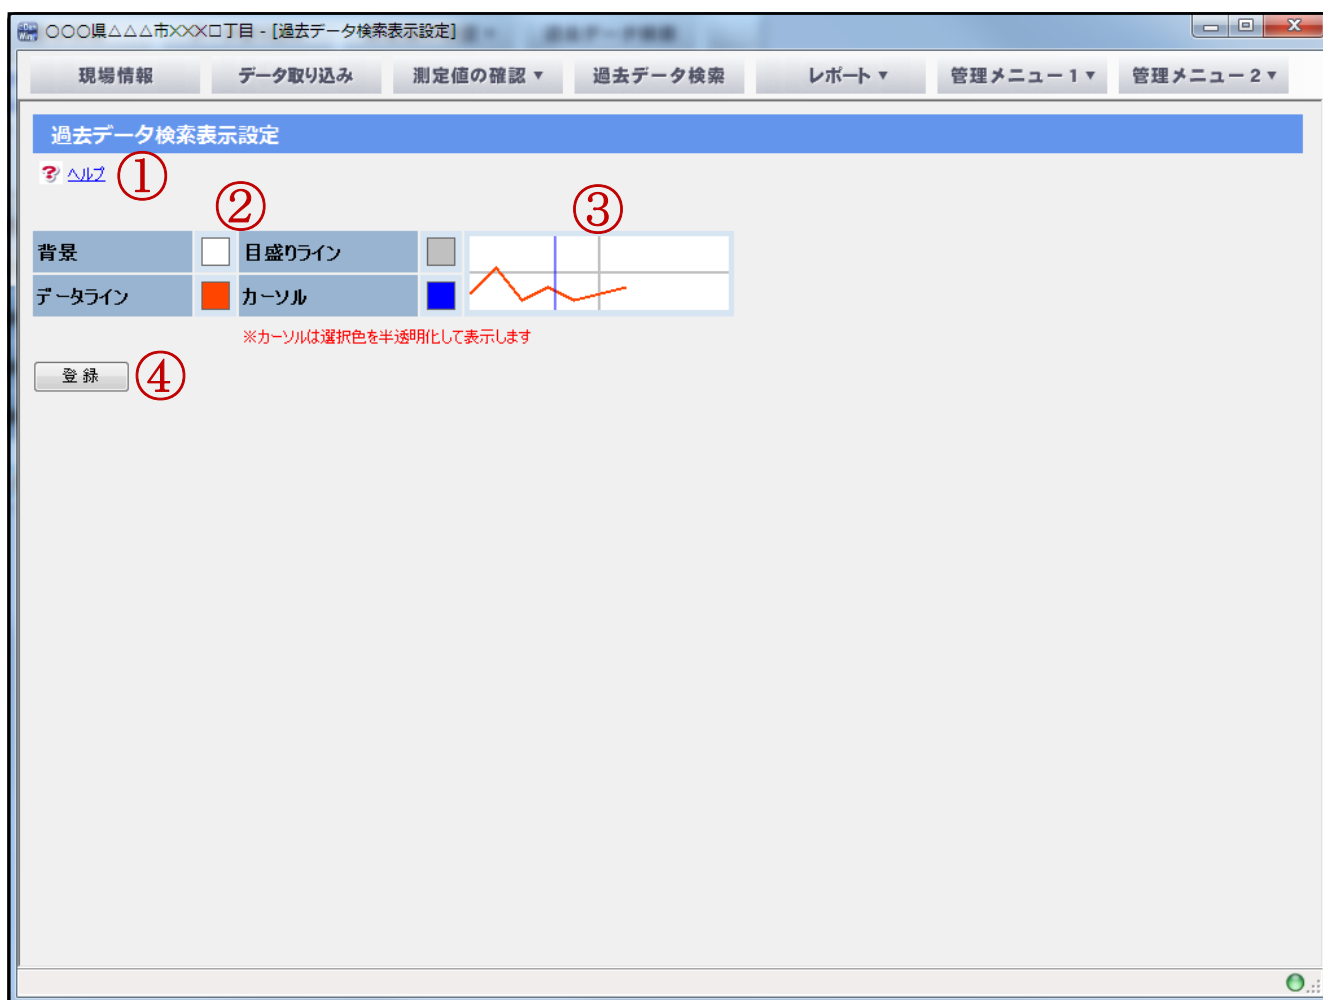 〇〇〇県△△△市×××ロ丁目 - [過去データ検索表示設定]
現場情報 データ取り込み 測定値の確認▼ 過去データ検索 レポート▼ 管理メニュー1▼ 管理メニュー2▼
過去データ検索表示設定
? ヘルプ ①
② ③
背景 目盛りライン
データライン カーソル
※カーソルは選択色を半透明化して表示します
登録 ④